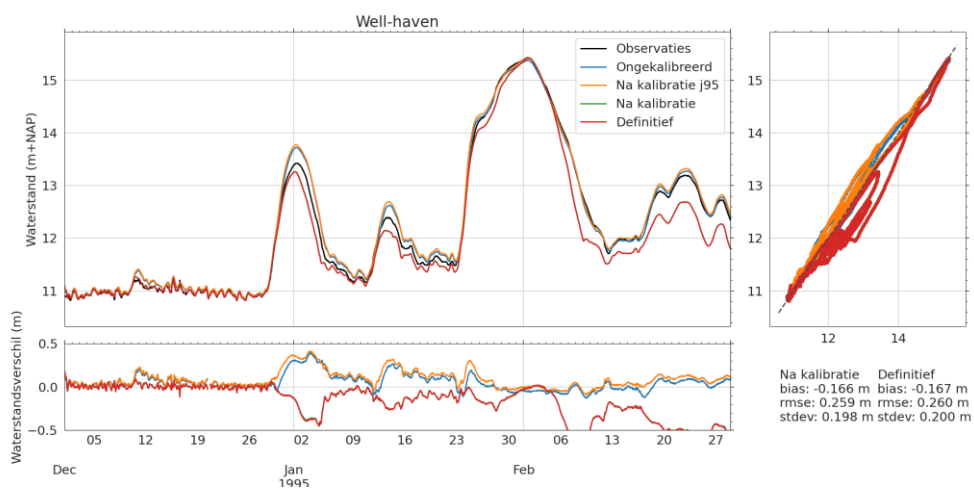 Well-haven
Waterstand (m+NAP)
15
14
13
12
11
Observaties
Ongekalibreerd
Na kalibratie j95
Na kalibratie
Definitief
15
14
13
12
11
12 14
Waterstandsverschil (m)
0.5
0.0
−0.5
05 12 19 26 02 09 16 23 30 06 13 20 27
Dec Jan Feb
1995
Na kalibratie Definitief
bias: -0.166 m bias: -0.167 m
rmse: 0.259 m rmse: 0.260 m
stdev: 0.198 m stdev: 0.200 m